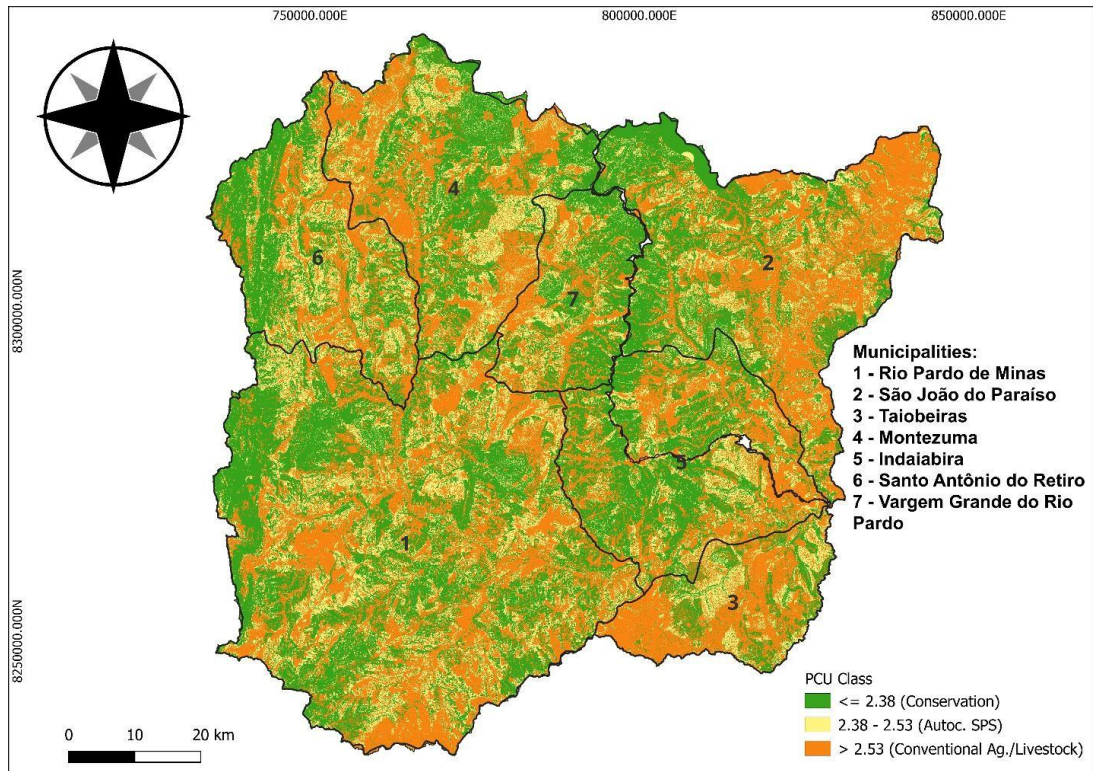 750000.000E 800000.000E 850000.000E
8300000.000N
8250000.000N
4
6
2
7
5
1
3
Municipalities:
1 - Rio Pardo de Minas
2 - São João do Paraíso
3 - Taiobeiras
4 - Montezuma
5 - Indaiabira
6 - Santo Antônio do Retiro
7 - Vargem Grande do Rio
Pardo
PCU Class
<= 2.38 (Conservation)
2.38 - 2.53 (Autoc. SPS)
> 2.53 (Conventional Ag./Livestock)
0 10 20 km